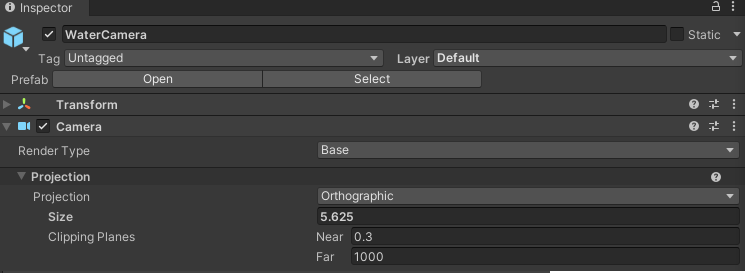 Inspector
WaterCamera Static
Tag Untagged Layer Default
Prefab Open Select
Transform
Camera
Render Type Base
Projection
Projection Orthographic
Size 5.625
Clipping Planes Near 0.3
Far 1000